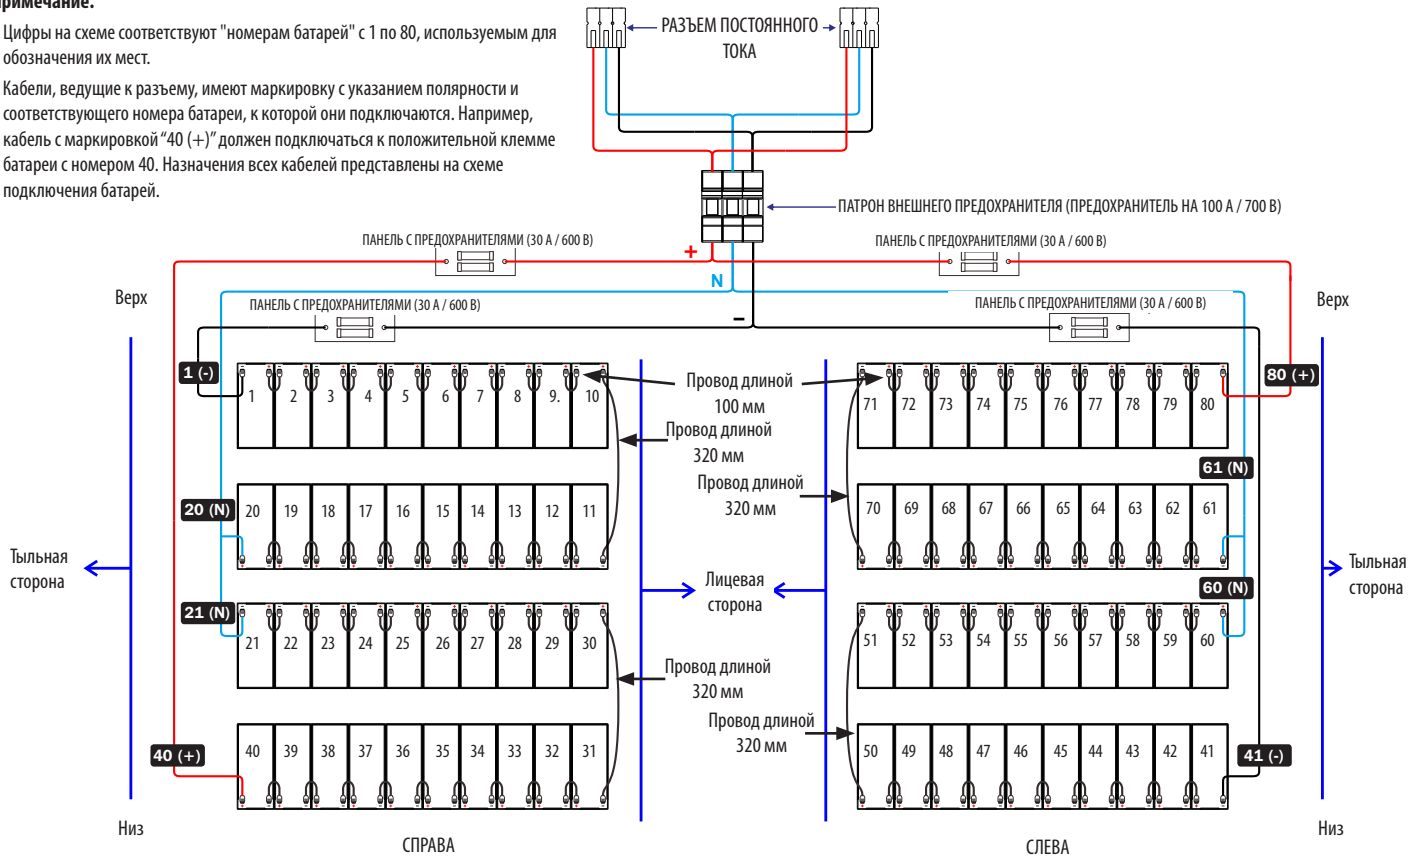 Примечание.
Цифры на схеме соответствуют "номерам батарей" с 1 по 80, используемым для
обозначения их мест.
Кабели, ведущие к разъему, имеют маркировку с указанием полярности и
соответствующего номера батареи, к которой они подключаются. Например,
кабель с маркировкой “40 (+)” должен подключаться к положительной клемме
батареи с номером 40. Назначения всех кабелей представлены на схеме
подключения батарей.
РАЗЪЕМ ПОСТОЯННОГО
ТОКА
ПАТРОН ВНЕШНЕГО ПРЕДОХРАНИТЕЛЯ (ПРЕДОХРАНИТЕЛЬ НА 100 А / 700 В)
ПАНЕЛЬ С ПРЕДОХРАНИТЕЛЯМИ (30 А / 600 В)
ПАНЕЛЬ С ПРЕДОХРАНИТЕЛЯМИ (30 А / 600 В)
+
N
Верх
ПАНЕЛЬ С ПРЕДОХРАНИТЕЛЯМИ (30 А / 600 В)
ПАНЕЛЬ С ПРЕДОХРАНИТЕЛЯМИ (30 А / 600 В)
Верх
–
1 (-)
80 (+)
1 2 3 4 5 6 7 8 9. 10
Провод длиной
100 мм
71 72 73 74 75 76 77 78 79 80
Провод длиной
320 мм
61 (N)
Провод длиной
320 мм
20 (N)
20 19 18 17 16 15 14 13 12 11
70 69 68 67 66 65 64 63 62 61
Тыльная
сторона
Лицевая
сторона
Тыльная
сторона
60 (N)
21 (N)
21 22 23 24 25 26 27 28 29 30
51 52 53 54 55 56 57 58 59 60
Провод длиной
320 мм
Провод длиной
320 мм
40 (+)
40 39 38 37 36 35 34 33 32 31
50 49 48 47 46 45 44 43 42 41
41 (-)
Низ
Низ
СПРАВА
СЛЕВА